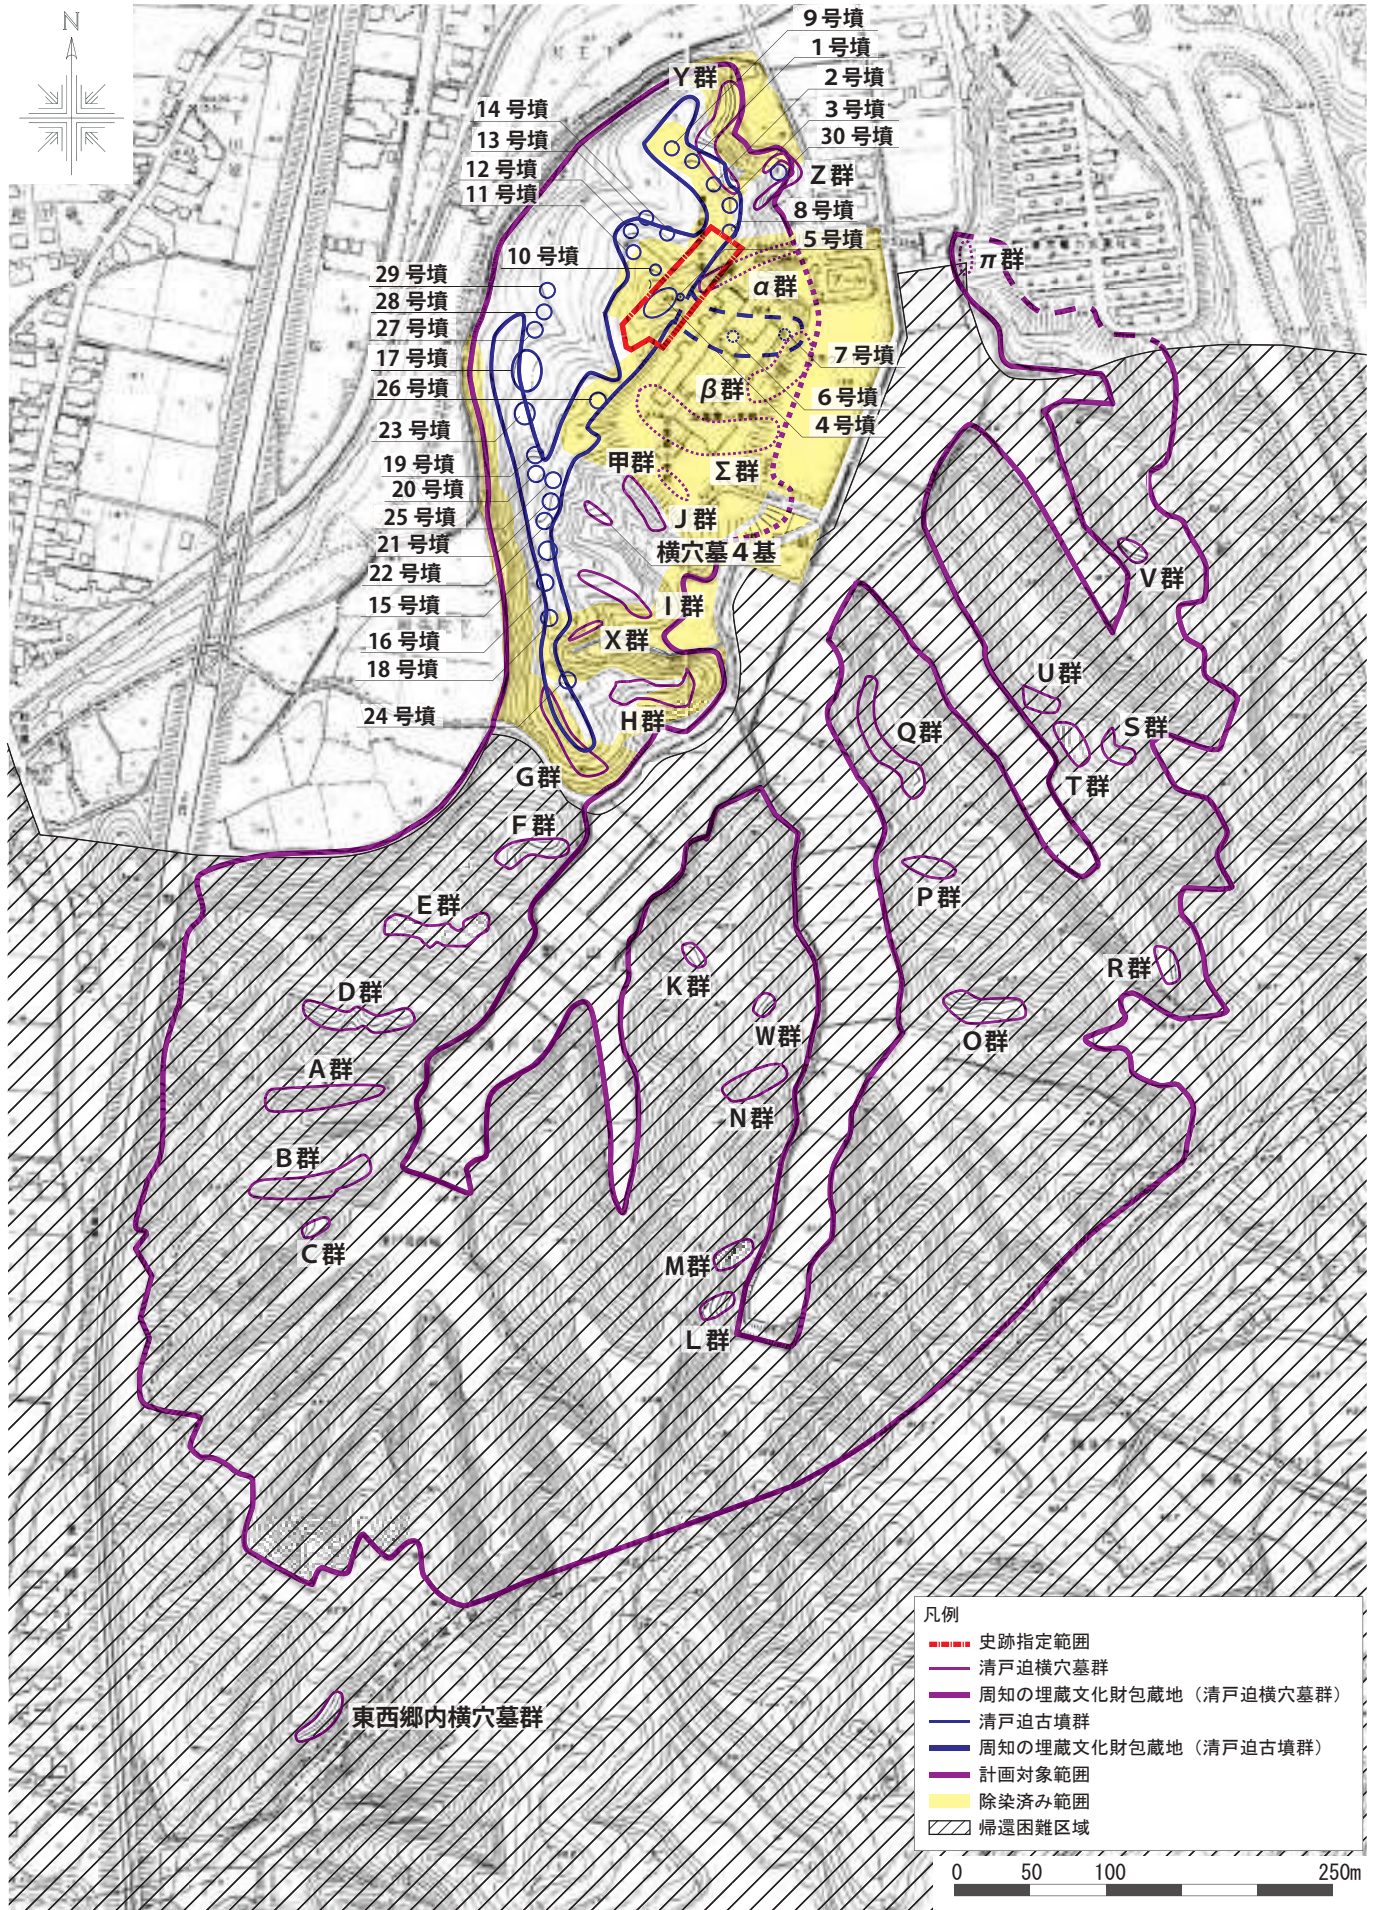 N
9号墳
1号墳
Y群
2号墳
14号墳
3号墳
13号墳
30号墳
12号墳
Z群
11号墳
8号墳
5号墳
10号墳
π群
29号墳
α群
28号墳
27号墳
7号墳
17号墳
β群
26号墳
6号墳
4号墳
23号墳
甲群
Σ群
19号墳
20号墳
25号墳
J群
21号墳
横穴墓4基
22号墳
V群
15号墳
I群
16号墳
X群
18号墳
U群
24号墳
H群
Q群
S群
G群
T群
F群
P群
E群
R群
D群
K群
O群
W群
A群
N群
B群
C群
M群
L群
東西郷内横穴墓群
凡例
史跡指定範囲
清戸迫横穴墓群
周知の埋蔵文化財包蔵地（清戸迫横穴墓群）
清戸迫古墳群
周知の埋蔵文化財包蔵地（清戸迫古墳群）
計画対象範囲
除染済み範囲
帰還困難区域
0 50 100 250m